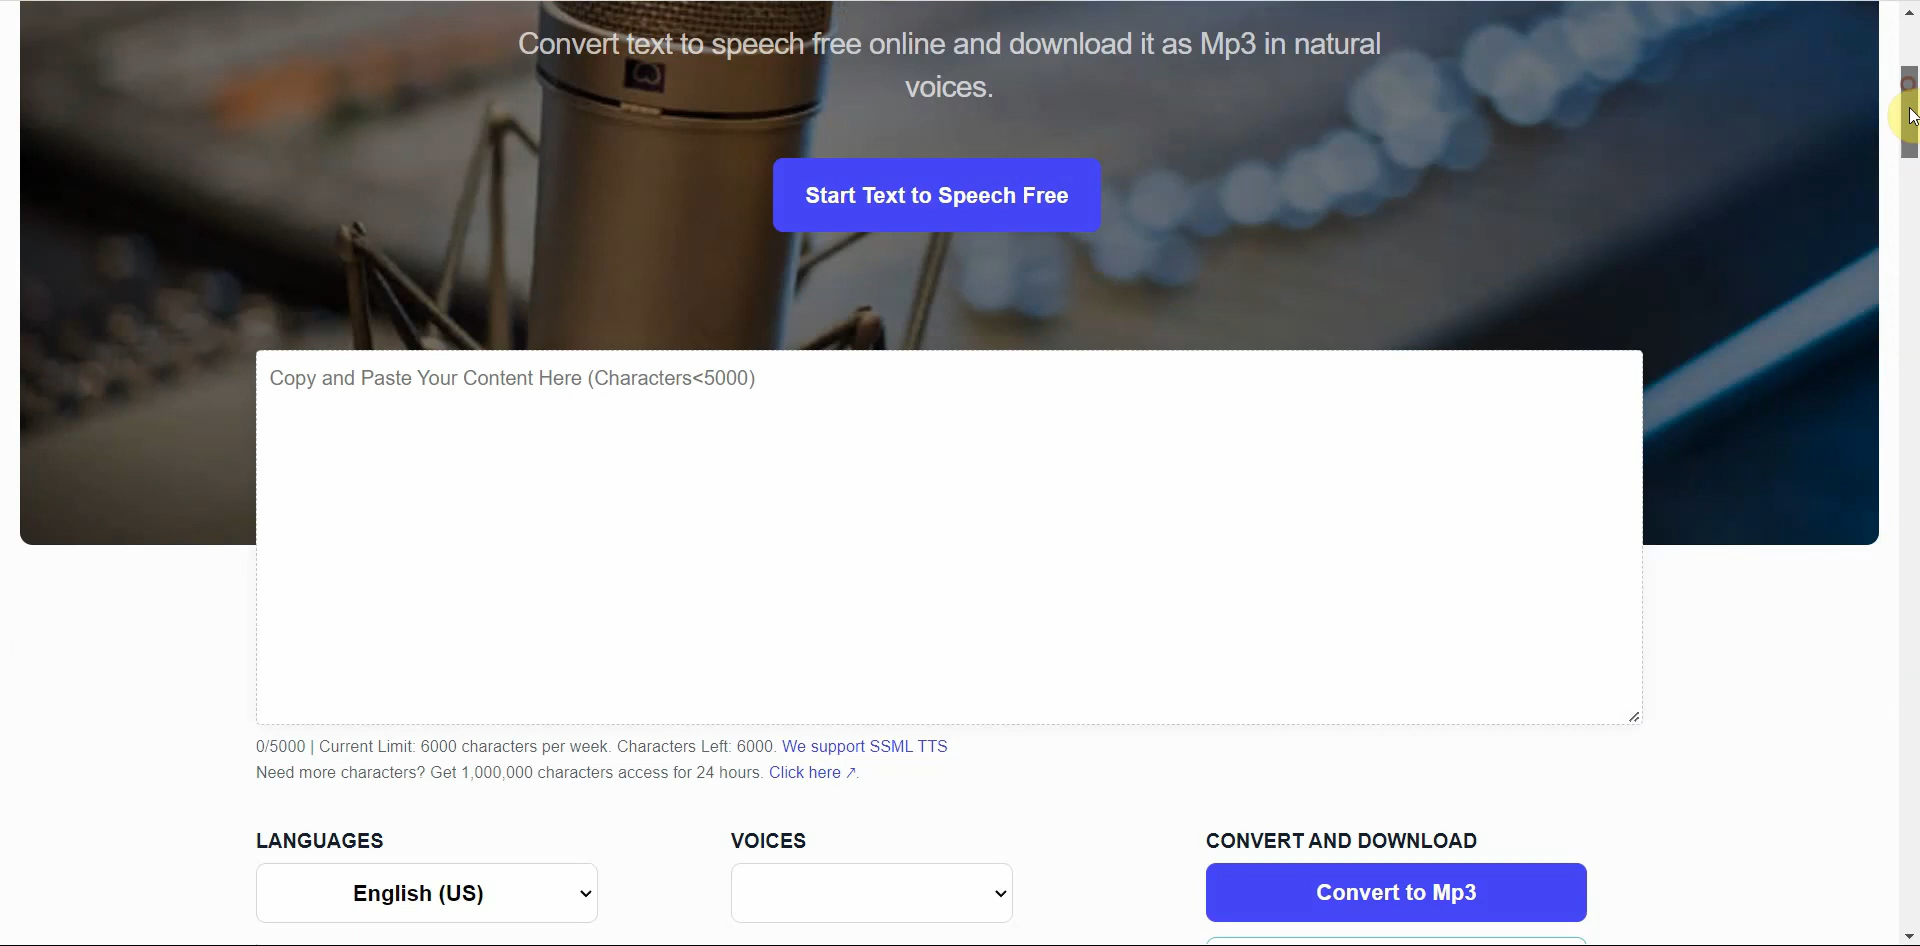 Convert text to speech free online and download it as Mp3 in natural
voices.
Start Text to Speech Free
Copy and Paste Your Content Here (Characters<5000)
0/5000 | Current Limit: 6000 characters per week. Characters Left: 6000. We support SSML TTS
Need more characters? Get 1,000,000 characters access for 24 hours. Click here ↗.
LANGUAGES
VOICES
CONVERT AND DOWNLOAD
English (US)
Convert to Mp3